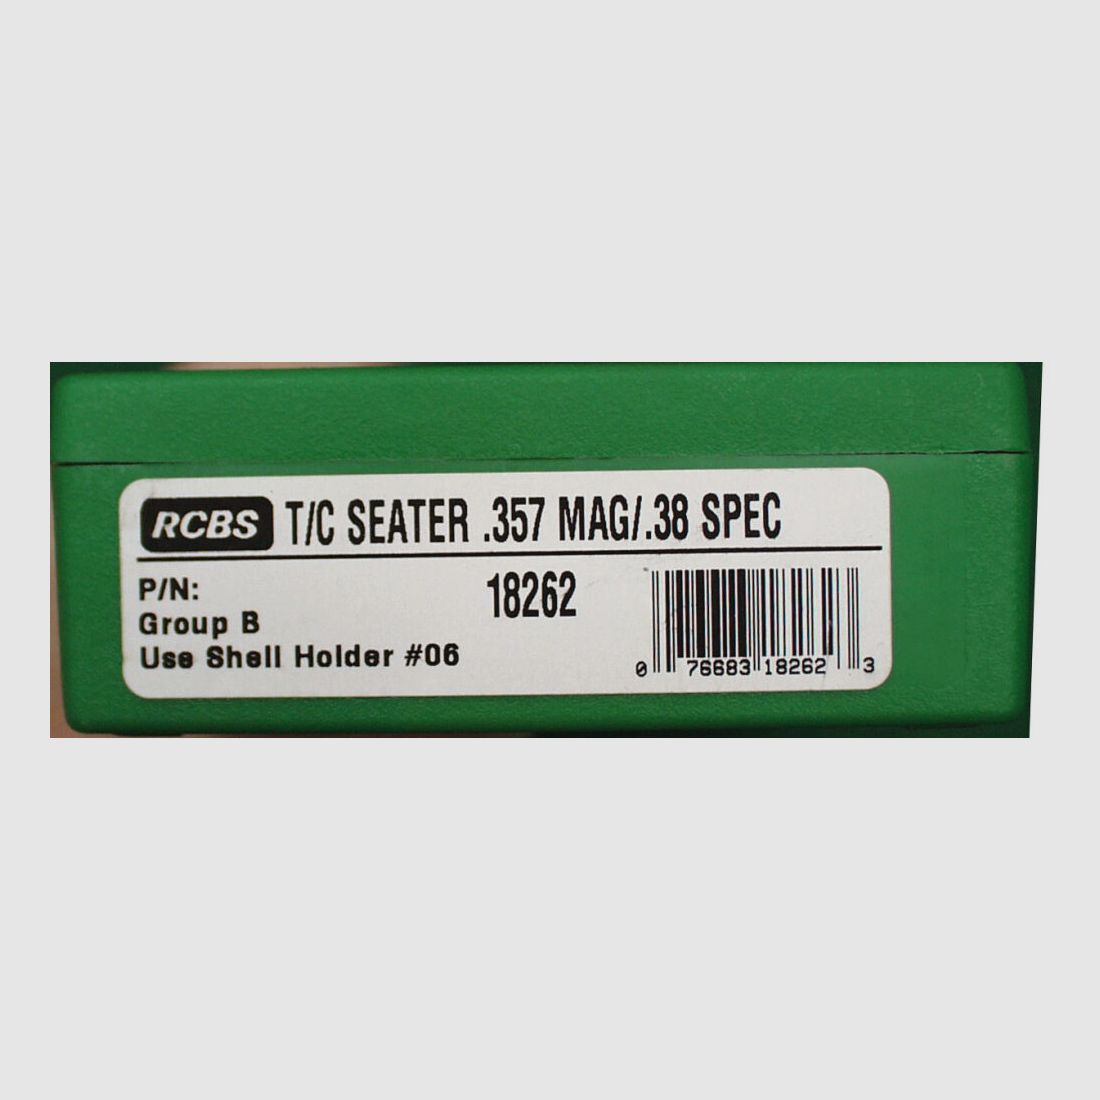 RCBS T/C SEATER .357 MAG/.38 SPEC
P/N: 18262
Group B
Use Shell Holder #06
0 76683 18262 3